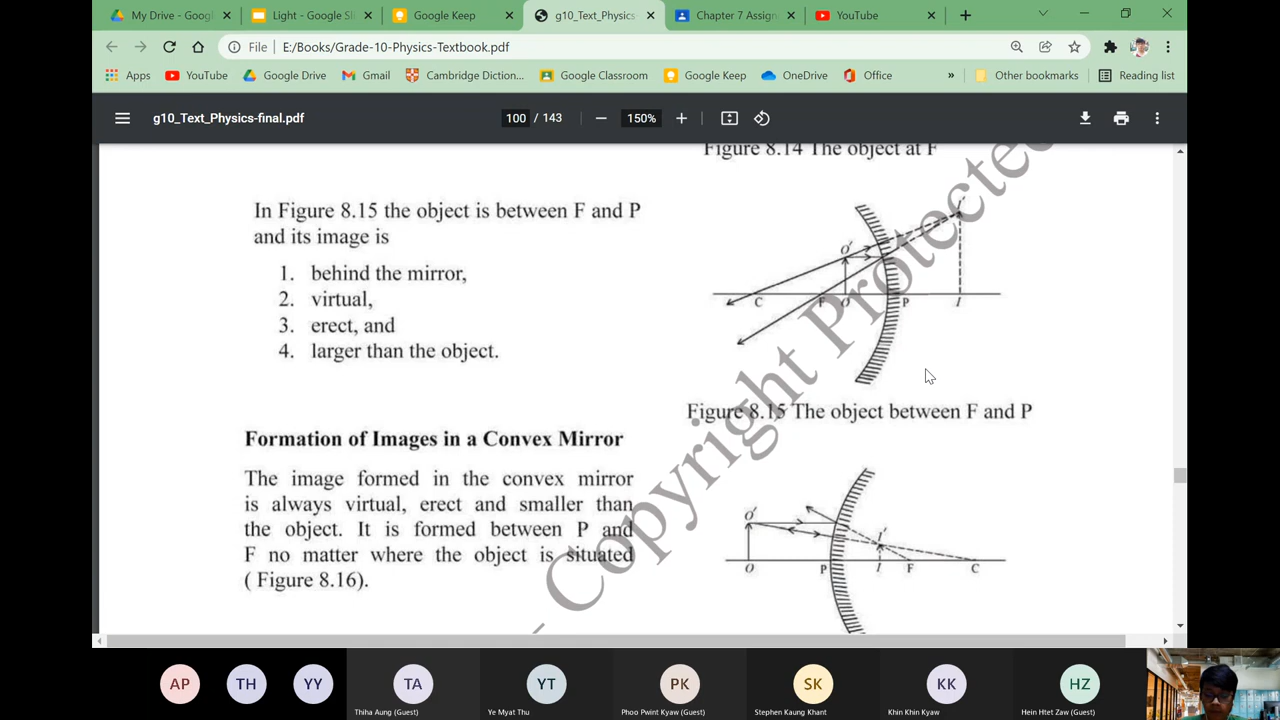 My Drive - Googl
Light - Google Sli
Google Keep
g10_Text_Physics
Chapter 7 Assign
YouTube
File
E:/Books/Grade-10-Physics-Textbook.pdf
Apps
YouTube
Google Drive
Gmail
Cambridge Diction...
Google Classroom
Google Keep
OneDrive
Office
»
Other bookmarks
Reading list
g10_Text_Physics-final.pdf
100 / 143
150%
Figure 8.14 The object at F
In Figure 8.15 the object is between F and P
and its image is
1. behind the mirror,
2. virtual,
3. erect, and
4. larger than the object.
O'
C F O P I
Figure 8.15 The object between F and P
Formation of Images in a Convex Mirror
The image formed in the convex mirror
is always virtual, erect and smaller than
the object. It is formed between P and
F no matter where the object is situated
( Figure 8.16).
O'
I'
O P I F C
- Copyright Protected
AP
TH
YY
TA
Thiha Aung (Guest)
YT
Ye Myat Thu
PK
Phoo Pwint Kyaw (Guest)
SK
Stephen Kaung Khant
KK
Khin Khin Kyaw
HZ
Hein Htet Zaw (Guest)